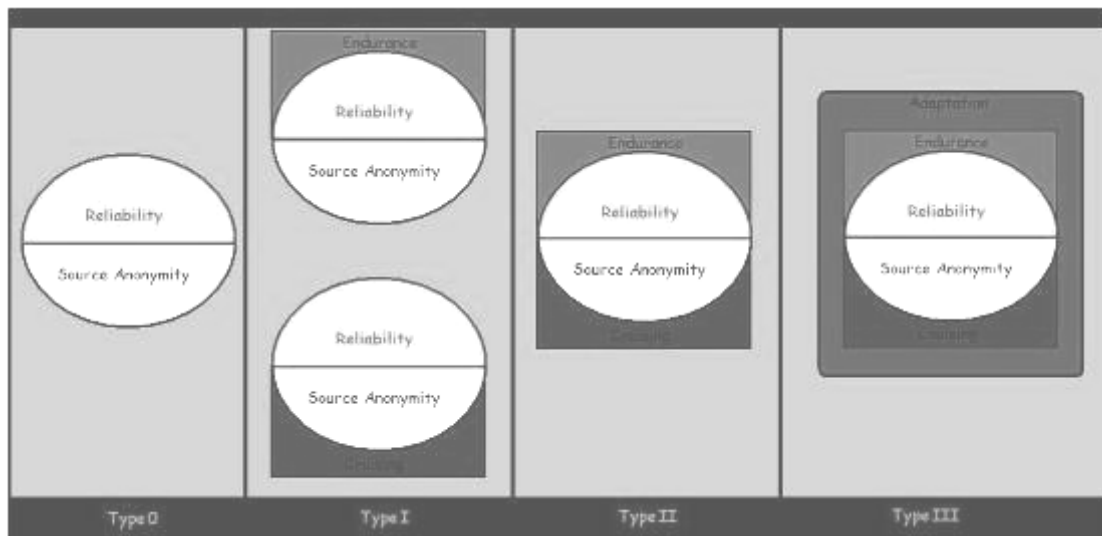 Reliability
Source Anonymity
Endurance
Reliability
Source Anonymity
Reliability
Source Anonymity
Endurance
Reliability
Source Anonymity
Adaptation
Endurance
Reliability
Source Anonymity
Type 0
Type I
Type II
Type III